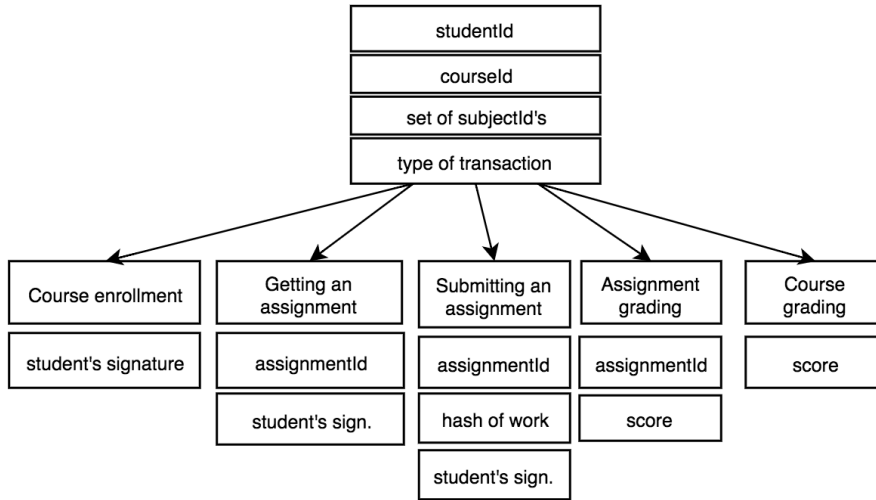 studentId
courseId
set of subjectId's
type of transaction
Course enrollment
student's signature
Getting an
assignment
assignmentId
student's sign.
Submitting an
assignment
assignmentId
hash of work
student's sign.
Assignment
grading
assignmentId
score
Course
grading
score